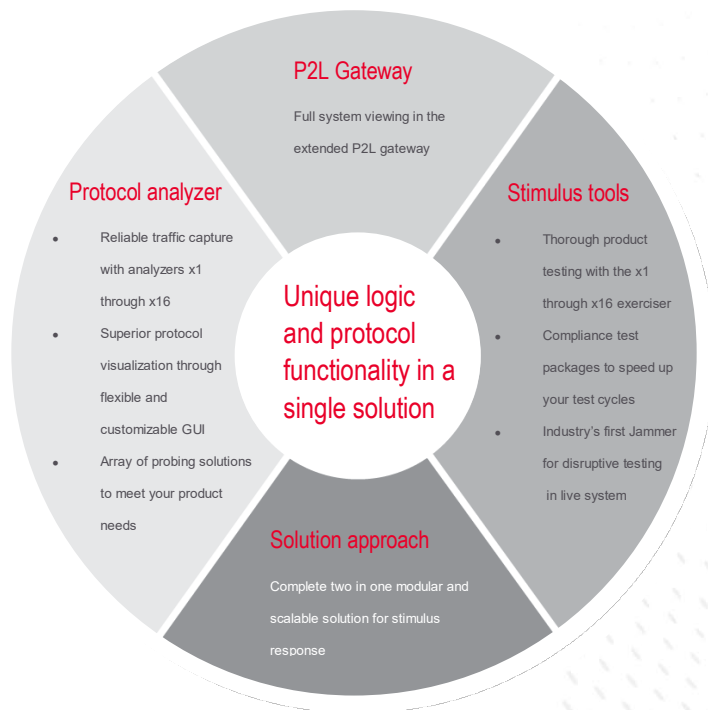 P2L Gateway
Full system viewing in the
extended P2L gateway
Protocol analyzer
• Reliable traffic capture
with analyzers x1
through x16
• Superior protocol
visualization through
flexible and
customizable GUI
• Array of probing solutions
to meet your product
needs
Unique logic
and protocol
functionality in a
single solution
Stimulus tools
• Thorough product
testing with the x1
through x16 exerciser
• Compliance test
packages to speed up
your test cycles
• Industry’s first Jammer
for disruptive testing
in live system
Solution approach
Complete two in one modular and
scalable solution for stimulus
response